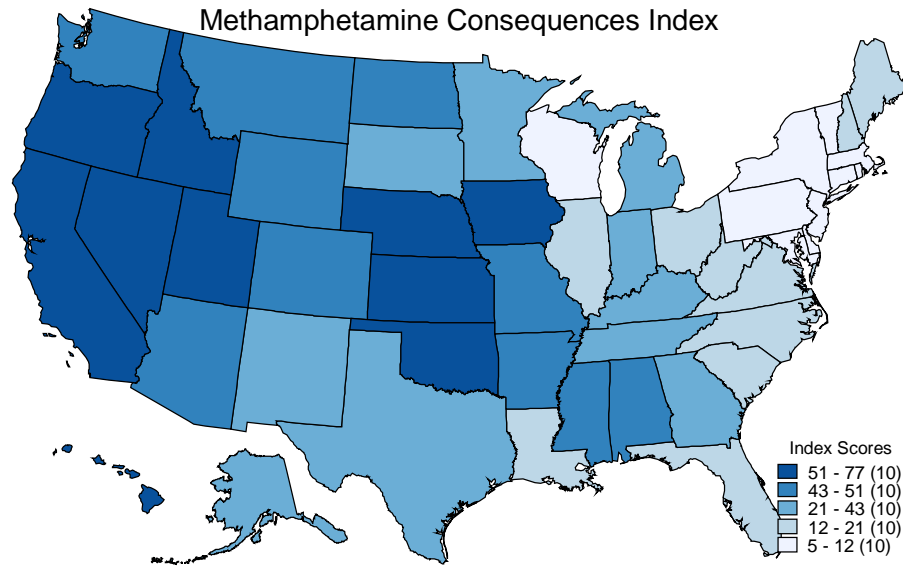 Methamphetamine Consequences Index
Index Scores
51 - 77 (10)
43 - 51 (10)
21 - 43 (10)
12 - 21 (10)
5 - 12 (10)